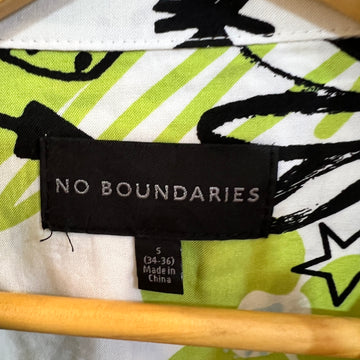 NO BOUNDARIES
S
(34-36)
Made in
China